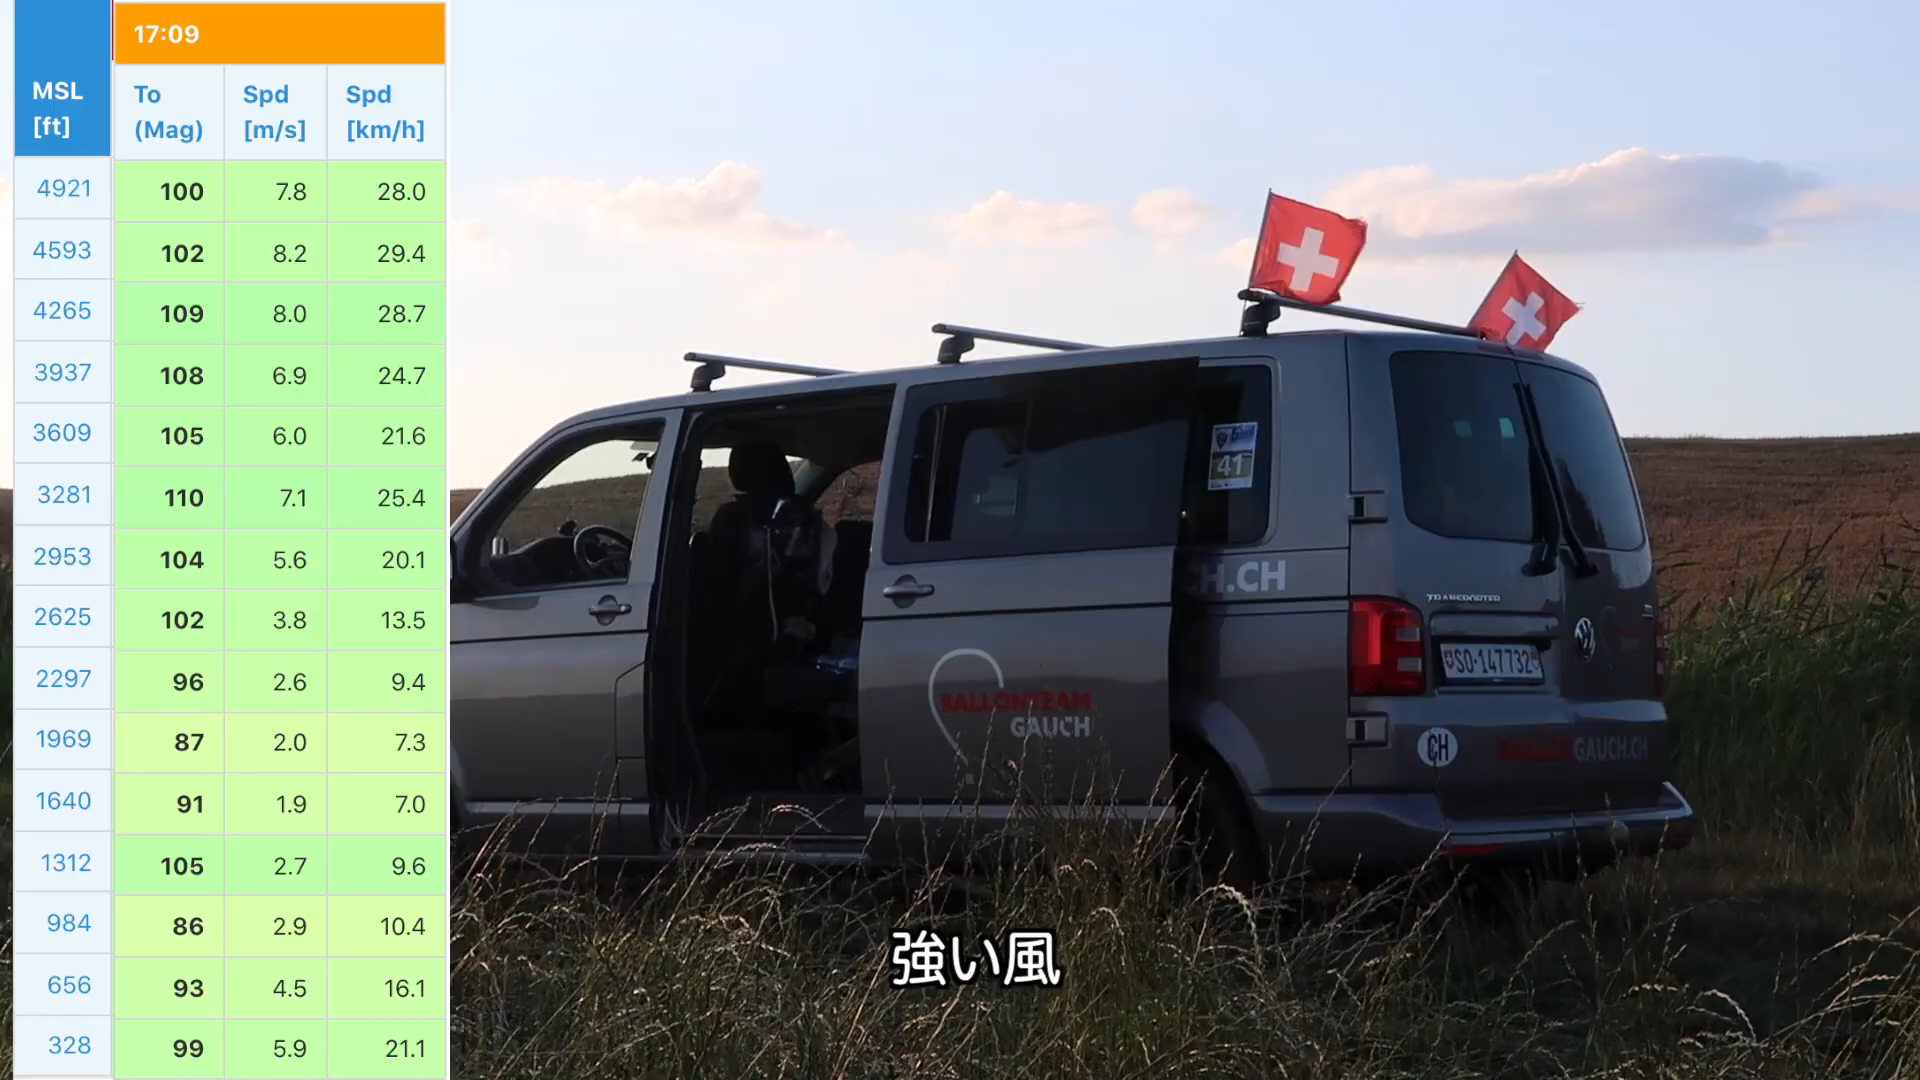 17:09
MSL [ft] To (Mag) Spd [m/s] Spd [km/h]
4921 100 7.8 28.0
4593 102 8.2 29.4
4265 109 8.0 28.7
3937 108 6.9 24.7
3609 105 6.0 21.6
3281 110 7.1 25.4
2953 104 5.6 20.1
2625 102 3.8 13.5
2297 96 2.6 9.4
1969 87 2.0 7.3
1640 91 1.9 7.0
1312 105 2.7 9.6
984 86 2.9 10.4
656 93 4.5 16.1
328 99 5.9 21.1
41
CH.CH
TRANSPORTER
SO·147732
BALLONTEAM
GAUCH
CH
BALLONGAUCH.CH
強い風